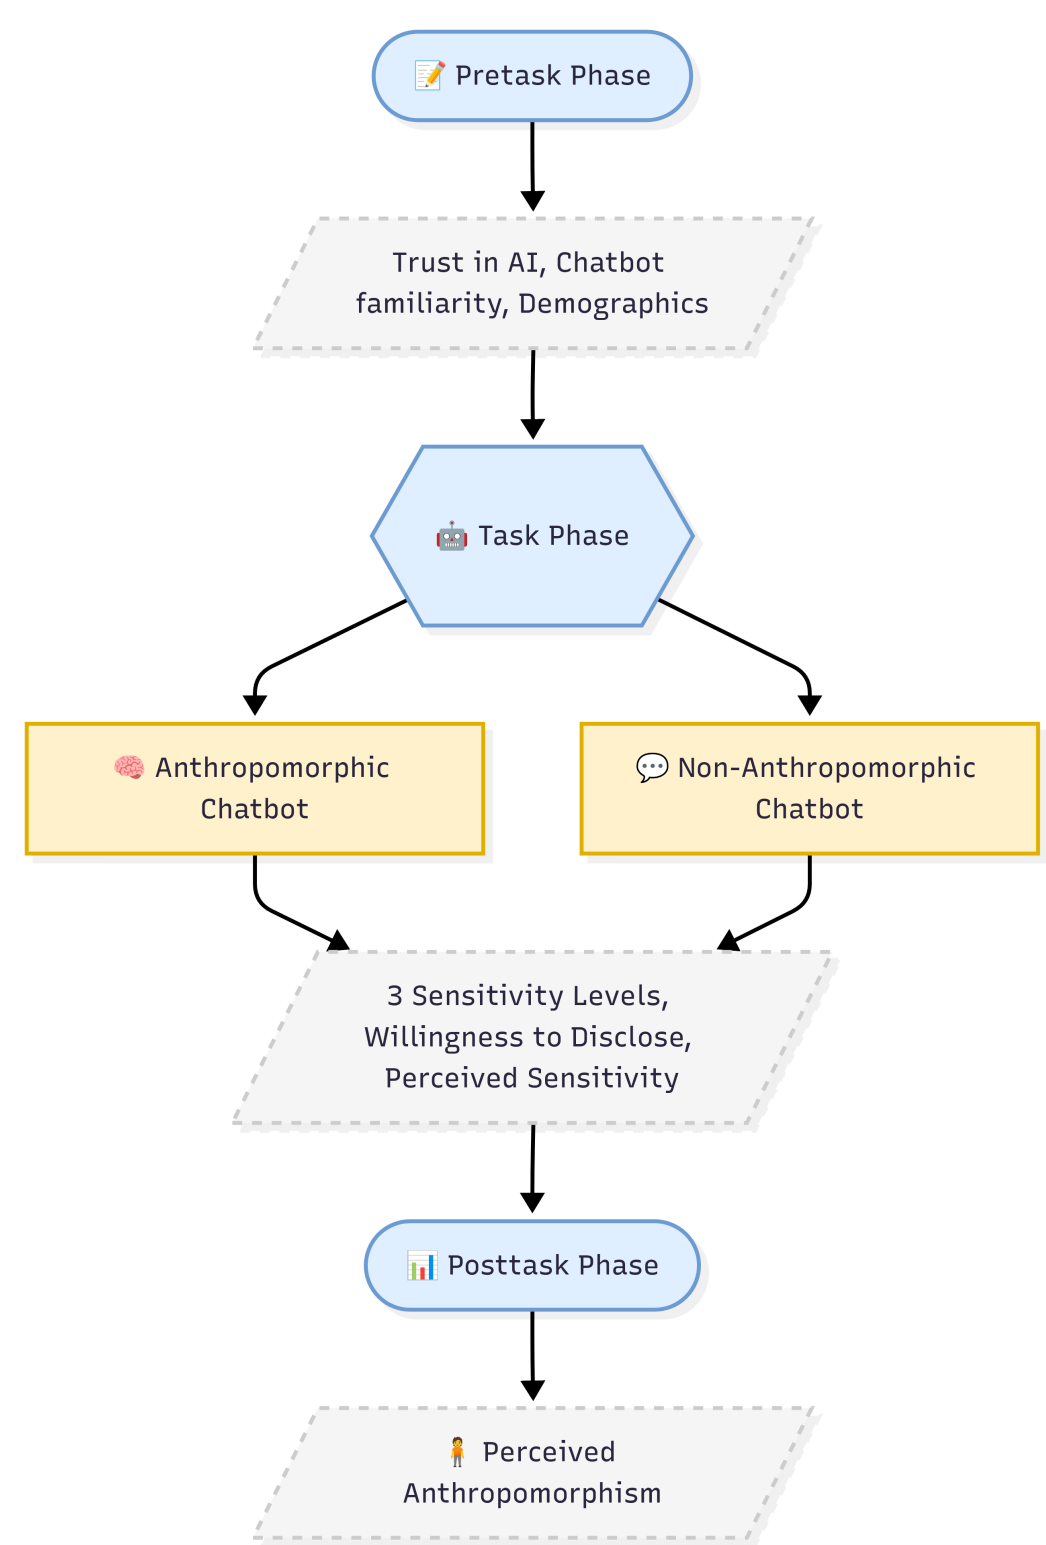 Pretask Phase
Trust in AI, Chatbot
familiarity, Demographics
Task Phase
Anthropomorphic
Chatbot
Non-Anthropomorphic
Chatbot
3 Sensitivity Levels,
Willingness to Disclose,
Perceived Sensitivity
Posttask Phase
Perceived
Anthropomorphism